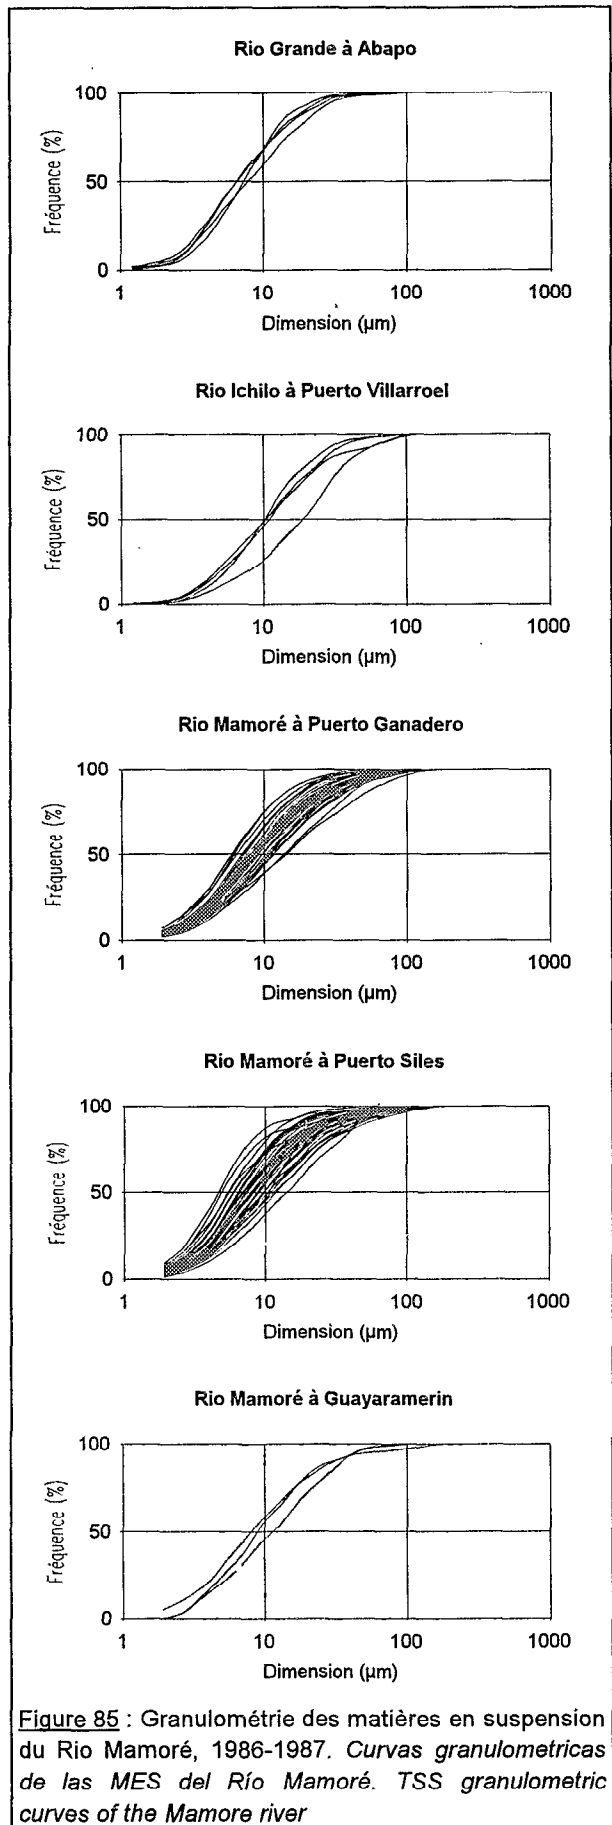 Rio Grande à Abapo
100
50
0
Fréquence (%)
1 10 100 1000
Dimension (µm)
Rio Ichilo à Puerto Villarroel
100
50
0
Fréquence (%)
1 10 100 1000
Dimension (µm)
Rio Mamoré à Puerto Ganadero
100
50
0
Fréquence (%)
1 10 100 1000
Dimension (µm)
Rio Mamoré à Puerto Siles
100
50
0
Fréquence (%)
1 10 100 1000
Dimension (µm)
Rio Mamoré à Guayaramerin
100
50
0
Fréquence (%)
1 10 100 1000
Dimension (µm)
Figure 85 : Granulométrie des matières en suspension
du Rio Mamoré, 1986-1987. Curvas granulometricas
de las MES del Río Mamoré. TSS granulometric
curves of the Mamore river